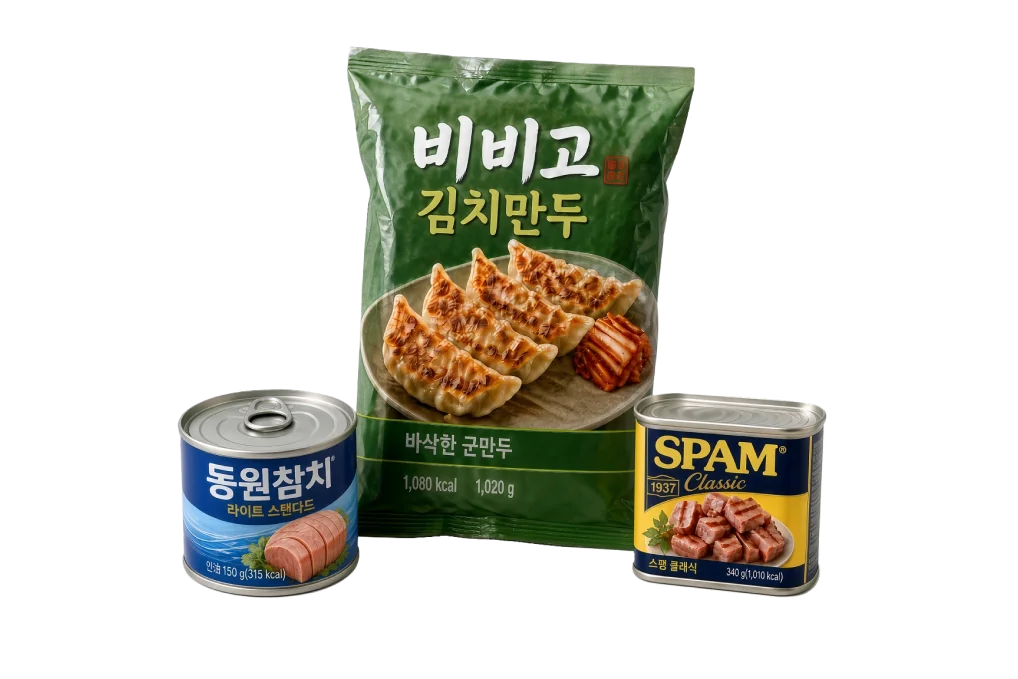 비비고
김치만두
바삭한 군만두
1,080 kcal 1,020 g
동원참치
라이트 스탠다드
150 g(315 kcal)
SPAM®
Classic
1937
스팸 클래식
340 g(1,010 kcal)